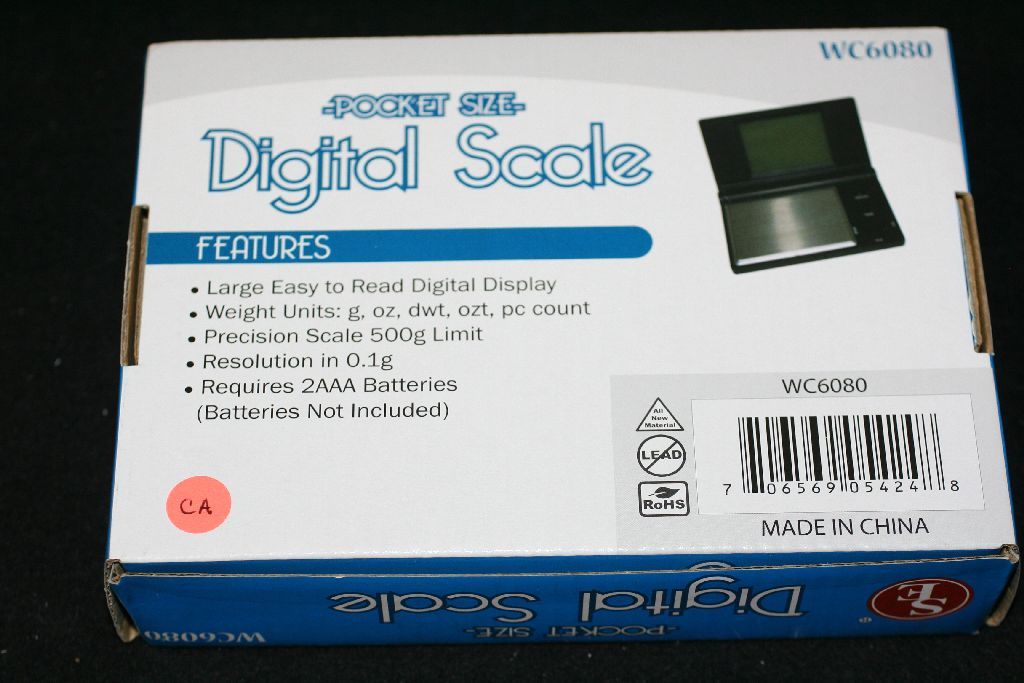 WC6080
-POCKET SIZE-
Digital Scale
FEATURES
• Large Easy to Read Digital Display
• Weight Units: g, oz, dwt, ozt, pc count
• Precision Scale 500g Limit
• Resolution in 0.1g
• Requires 2AAA Batteries
(Batteries Not Included)
CA
WC6080
All
New
Material
LEAD
RoHS
7 06569 05424 8
MADE IN CHINA
SE ®
-POCKET SIZE-
Digital Scale
WC6080